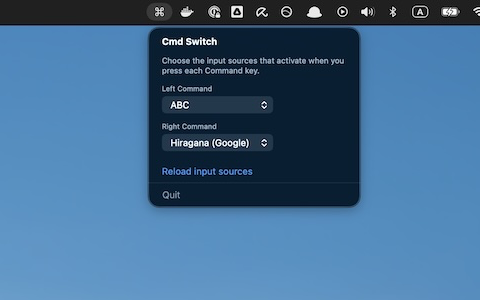 A
Cmd Switch
Choose the input sources that activate when you
press each Command key.
Left Command
ABC
Right Command
Hiragana (Google)
Reload input sources
Quit